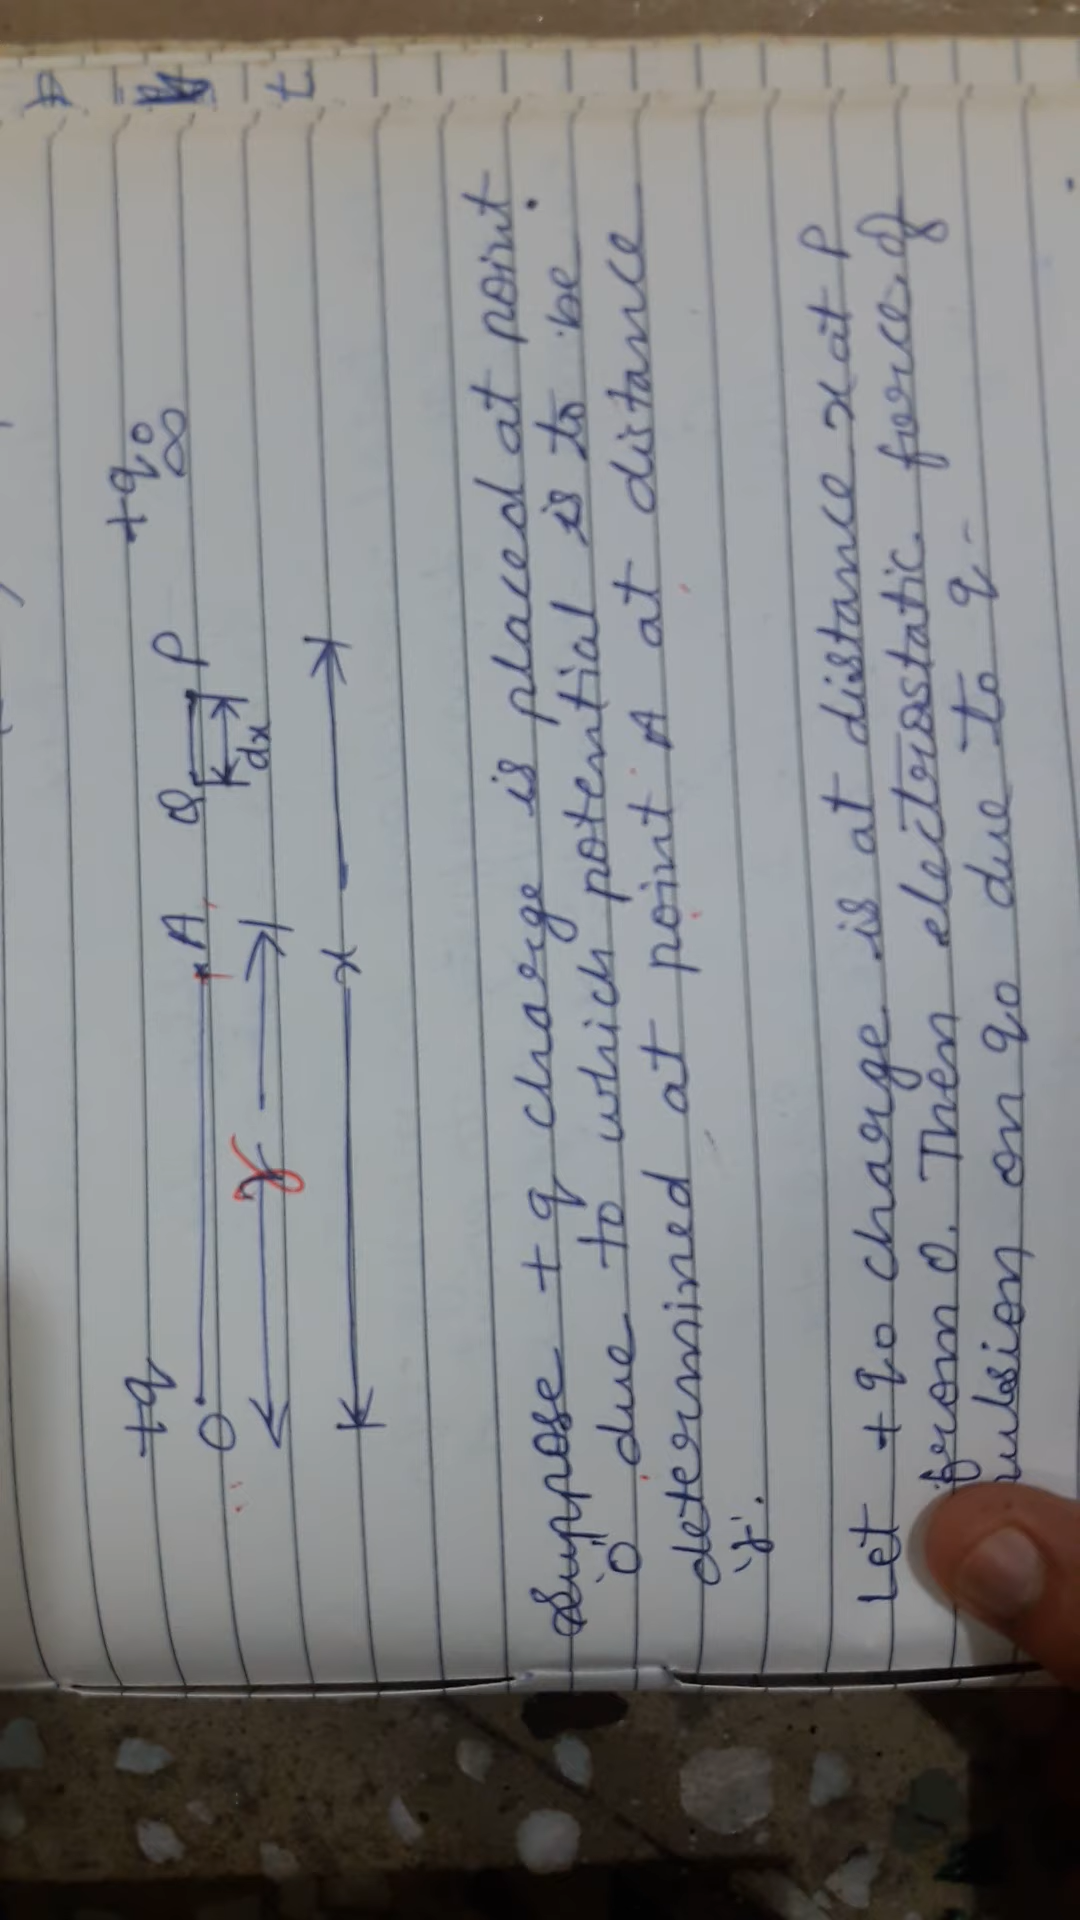 +q +q₀
O A Q P ∞
dx
r
x
Suppose + q charge is placed at point
'O' due to which potential is to be
determined at point A at distance
'r'.
Let + q₀ charge is at distance x at P
from O. Then electrostatic force of
on q₀ due to q.